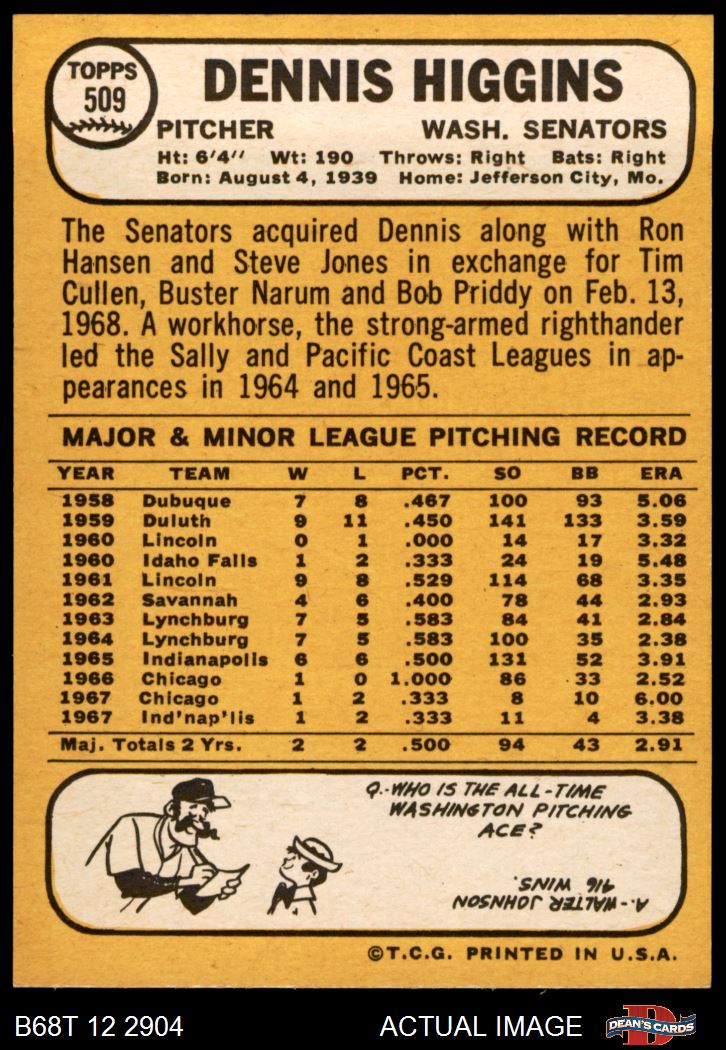 TOPPS
509
DENNIS HIGGINS
PITCHER WASH. SENATORS
Ht: 6'4" Wt: 190 Throws: Right Bats: Right
Born: August 4, 1939 Home: Jefferson City, Mo.
The Senators acquired Dennis along with Ron
Hansen and Steve Jones in exchange for Tim
Cullen, Buster Narum and Bob Priddy on Feb. 13,
1968. A workhorse, the strong-armed righthander
led the Sally and Pacific Coast Leagues in ap-
pearances in 1964 and 1965.
MAJOR & MINOR LEAGUE PITCHING RECORD
YEAR TEAM W L PCT. SO BB ERA
1958 Dubuque 7 8 .467 100 93 5.06
1959 Duluth 9 11 .450 141 133 3.59
1960 Lincoln 0 1 .000 14 17 3.32
1960 Idaho Falls 1 2 .333 24 19 5.48
1961 Lincoln 9 8 .529 114 68 3.35
1962 Savannah 4 6 .400 78 44 2.93
1963 Lynchburg 7 5 .583 84 41 2.84
1964 Lynchburg 7 5 .583 100 35 2.38
1965 Indianapolis 6 6 .500 131 52 3.91
1966 Chicago 1 0 1.000 86 33 2.52
1967 Chicago 1 2 .333 8 10 6.00
1967 Ind'nap'lis 1 2 .333 11 4 3.38
Maj. Totals 2 Yrs. 2 2 .500 94 43 2.91
Q.-WHO IS THE ALL-TIME
WASHINGTON PITCHING
ACE?
A.-WALTER JOHNSON
416 WINS.
©T.C.G. PRINTED IN U.S.A.
B68T 12 2904 ACTUAL IMAGE
D
DEAN'S CARDS